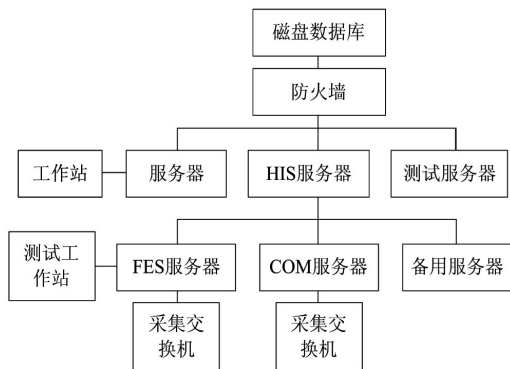 磁盘数据库
防火墙
工作站
服务器
HIS服务器
测试服务器
测试工
作站
FES服务器
COM服务器
备用服务器
采集交
换机
采集交
换机